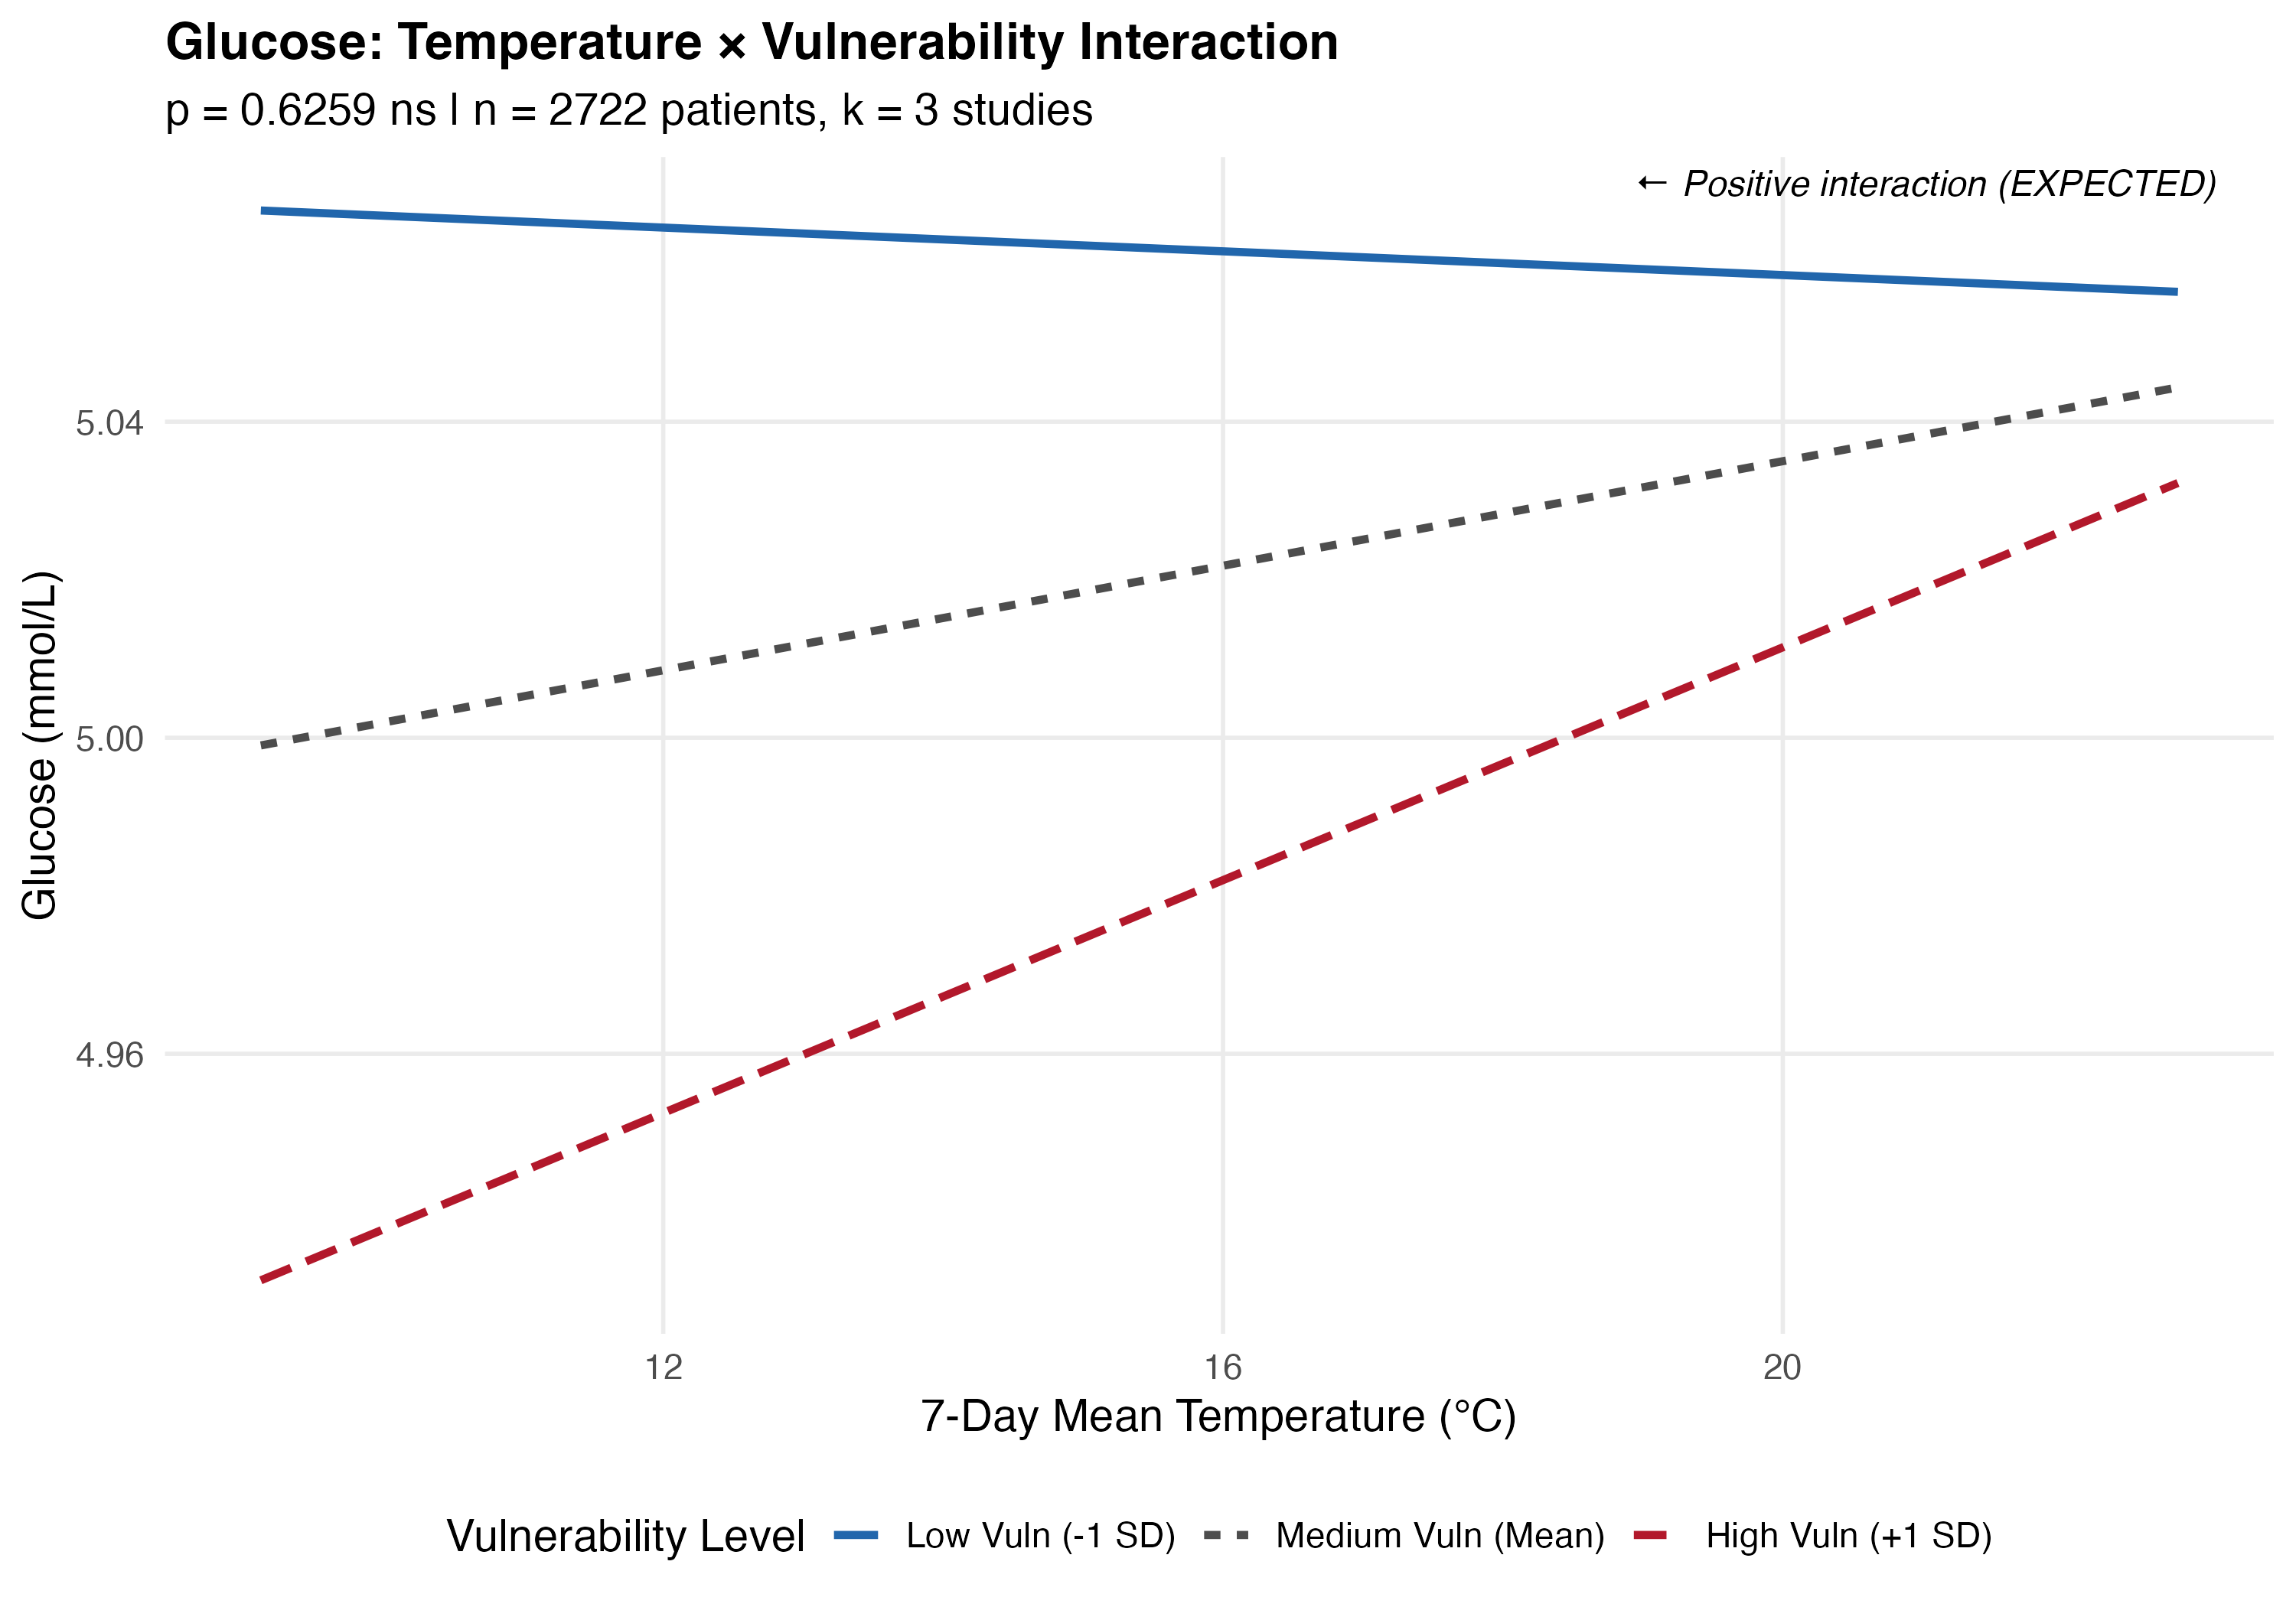 Glucose: Temperature × Vulnerability Interaction
p = 0.6259 ns | n = 2722 patients, k = 3 studies
← Positive interaction (EXPECTED)
5.04
5.00
4.96
Glucose (mmol/L)
12 16 20
7-Day Mean Temperature (°C)
Vulnerability Level Low Vuln (-1 SD) Medium Vuln (Mean) High Vuln (+1 SD)